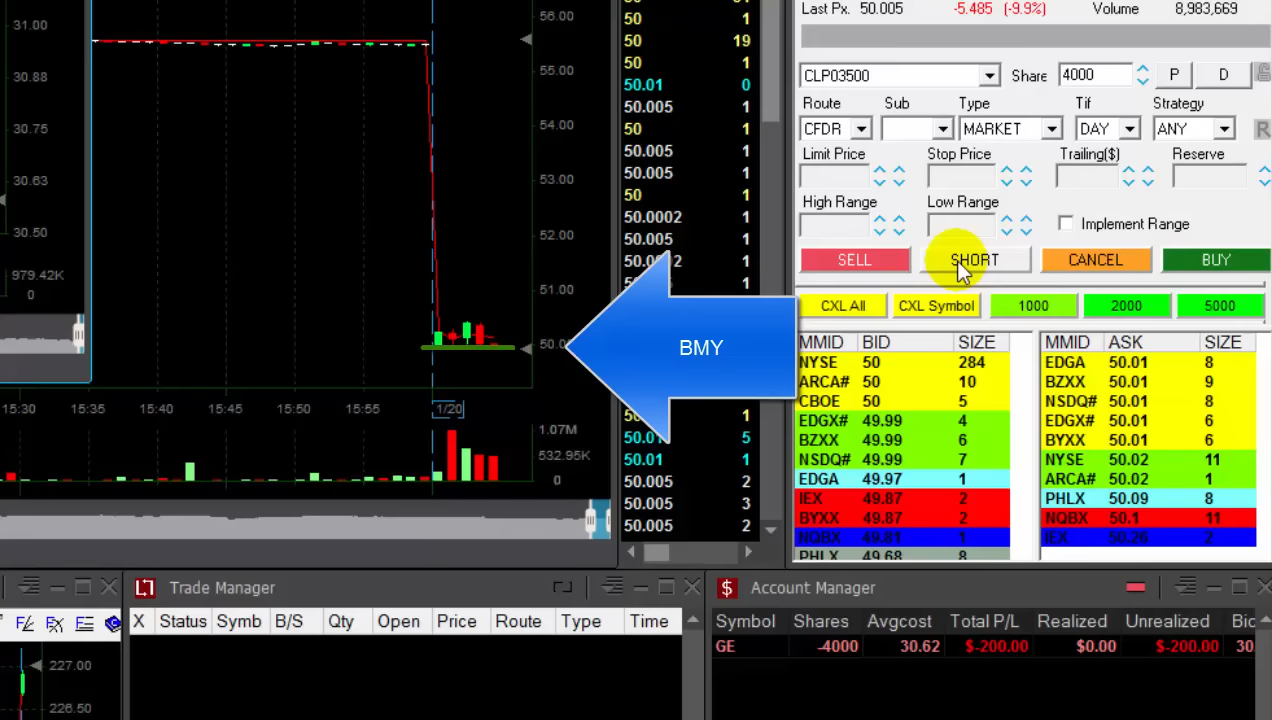 31.00
30.88
30.75
30.63
30.50
979.42K
0
56.00
55.00
54.00
53.00
52.00
51.00
15:30 15:35 15:40 15:45 15:50 15:55 1/20
1.07M
532.95K
0
50 1
50 19
50 1
50.01 0
50.005 1
50 1
50.005 1
50.005 1
50 1
50.0002 1
50.005 1
1
50.005 1
BMY
1
5
50.01 1
50.005 2
50.005 3
50.005 2
Last Px. 50.005 -5.485 (-9.9%) Volume 8,983,669
CLP03500 Share 4000 P D
Route Sub Type Tif Strategy
CFDR MARKET DAY ANY R
Limit Price Stop Price Trailing($) Reserve
High Range Low Range
Implement Range
SELL SHORT CANCEL BUY
CXL All CXL Symbol 1000 2000 5000
MMID BID SIZE MMID ASK SIZE
NYSE 50 284 EDGA 50.01 8
ARCA# 50 10 BZXX 50.01 9
CBOE 50 5 NSDQ# 50.01 8
EDGX# 49.99 4 EDGX# 50.01 6
BZXX 49.99 6 BYXX 50.01 6
NSDQ# 49.99 7 NYSE 50.02 11
EDGA 49.97 1 ARCA# 50.02 1
IEX 49.87 2 PHLX 50.09 8
BYXX 49.87 2 NQBX 50.1 11
NQBX 49.81 1 IEX 50.26 2
PHLX 49.68 8
Trade Manager
X Status Symb B/S Qty Open Price Route Type Time
$ Account Manager
Symbol Shares Avgcost Total P/L Realized Unrealized
GE -4000 30.62 $-200.00 $0.00 $-200.00
227.00
226.50